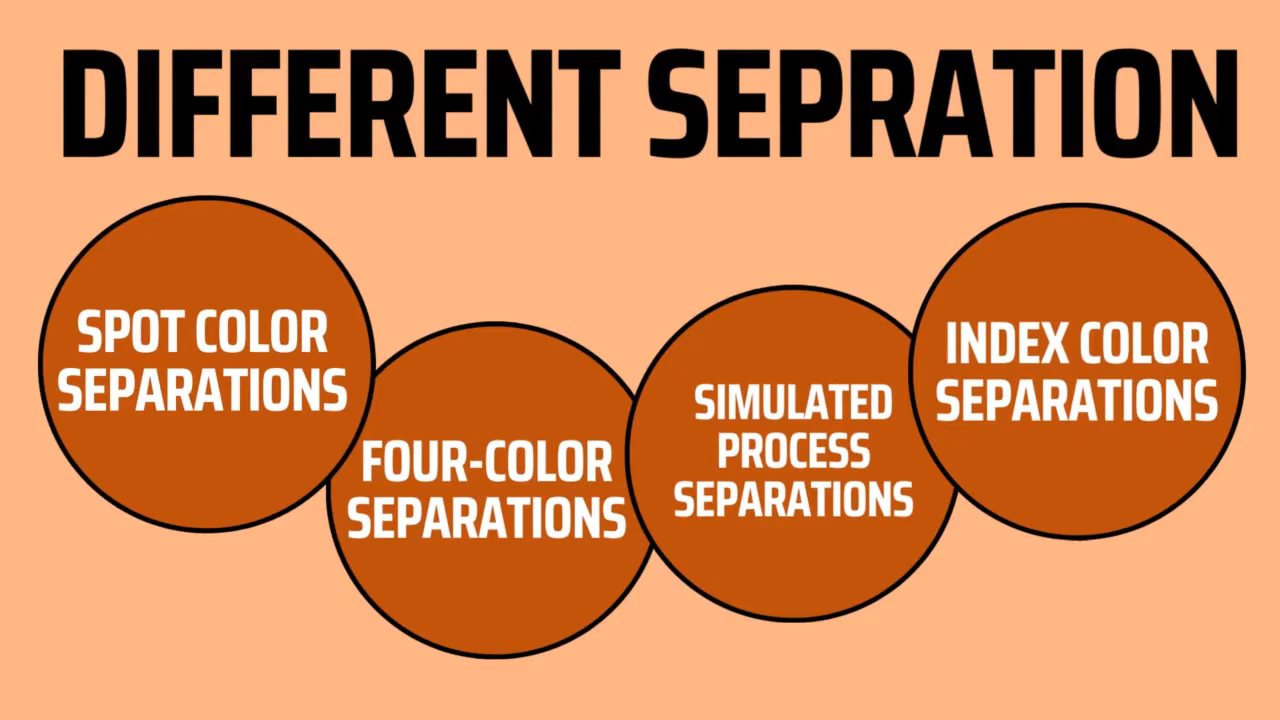 DIFFERENT SEPRATION
SPOT COLOR
SEPARATIONS
FOUR-COLOR
SEPARATIONS
SIMULATED
PROCESS
SEPARATIONS
INDEX COLOR
SEPARATIONS